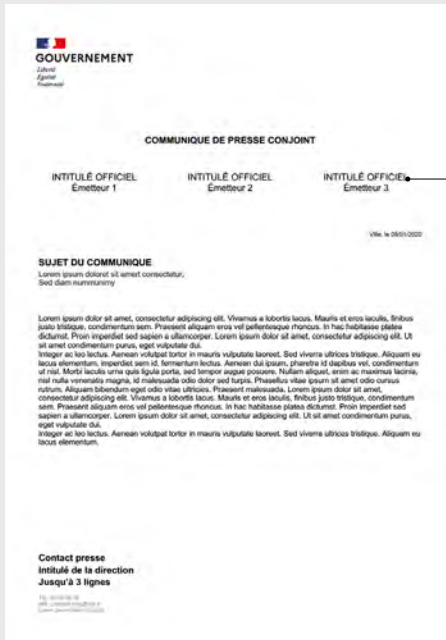 GOUVERNEMENT
Liberté
Égalité
Fraternité
COMMUNIQUE DE PRESSE CONJOINT
INTITULÉ OFFICIEL INTITULÉ OFFICIEL INTITULÉ OFFICIEL
Émetteur 1 Émetteur 2 Émetteur 3
Ville, le 09/01/2020
SUJET DU COMMUNIQUE
Lorem ipsum doloret sit amert consectetur,
Sed diam nummunimy
Lorem ipsum dolor sit amet, consectetur adipiscing elit. Vivamus a lobortis lacus. Mauris et eros iaculis, finibus
justo tristique, condimentum sem. Praesent aliquam eros vel pellentesque rhoncus. In hac habitasse platea
dictumst. Proin imperdiet sed sapien a ullamcorper. Lorem ipsum dolor sit amet, consectetur adipiscing elit. Ut
sit amet condimentum purus, eget vulputate dui.
Integer ac leo lectus. Aenean volutpat tortor in mauris vulputate laoreet. Sed viverra ultrices tristique. Aliquam eu
lacus elementum, imperdiet sem id, fermentum lectus. Aenean dui ipsum, pharetra id dapibus vel, condimentum
ut nisl. Morbi iaculis urna quis ligula porta, sed tempor augue posuere. Nullam aliquet, enim ac maximus lacinia,
nisl nulla venenatis magna, id malesuada odio dolor sed turpis. Phasellus vitae ipsum sit amet odio cursus
rutrum. Aliquam bibendum eget odio vitae ultricies. Praesent malesuada. Lorem ipsum dolor sit amet,
consectetur adipiscing elit. Vivamus a lobortis lacus. Mauris et eros iaculis, finibus justo tristique, condimentum
sem. Praesent aliquam eros vel pellentesque rhoncus. In hac habitasse platea dictumst. Proin imperdiet sed
sapien a ullamcorper. Lorem ipsum dolor sit amet, consectetur adipiscing elit. Ut sit amet condimentum purus,
eget vulputate dui.
Integer ac leo lectus. Aenean volutpat tortor in mauris vulputate laoreet. Sed viverra ultrices tristique. Aliquam eu
lacus elementum.
Contact presse
Intitulé de la direction
Jusqu'à 3 lignes